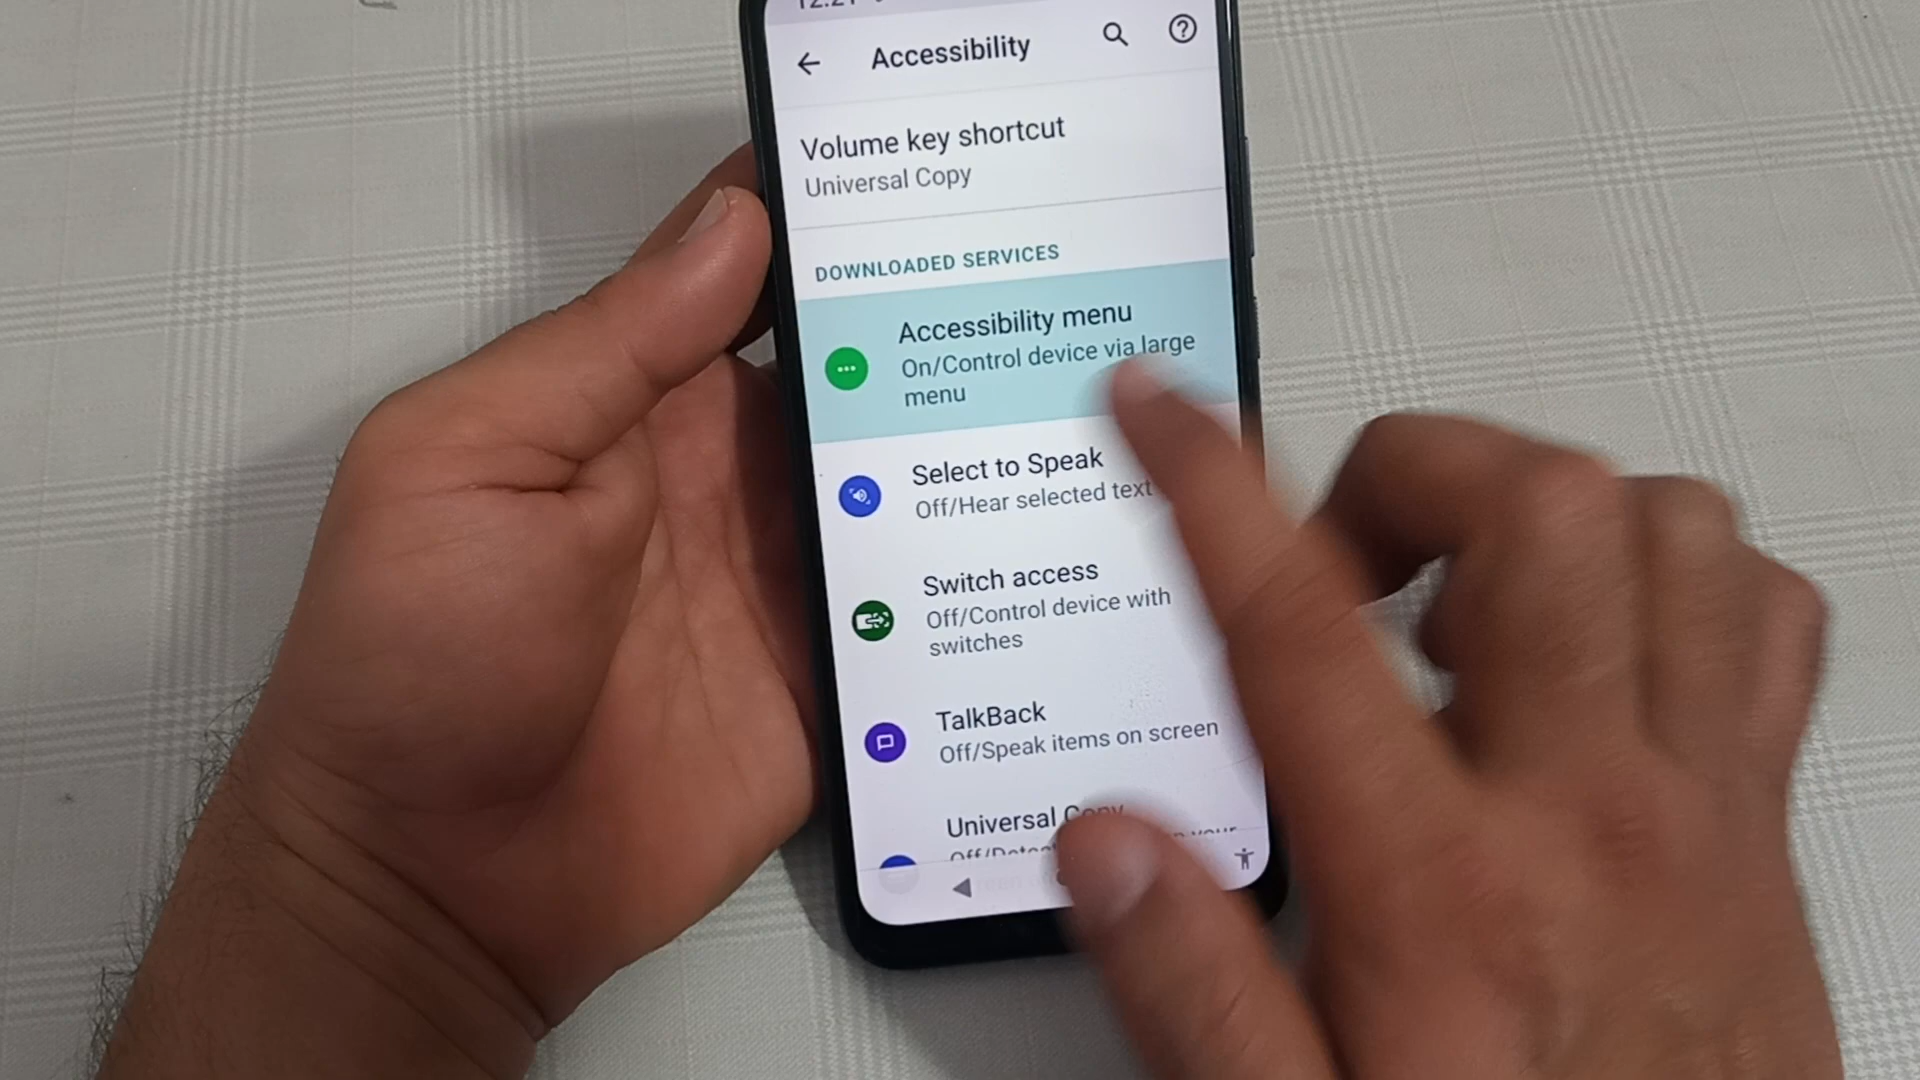 Accessibility
Volume key shortcut
Universal Copy
DOWNLOADED SERVICES
Accessibility menu
On/Control device via large
menu
Select to Speak
Off/Hear selected text
Switch access
Off/Control device with
switches
TalkBack
Off/Speak items on screen
Universal Copy